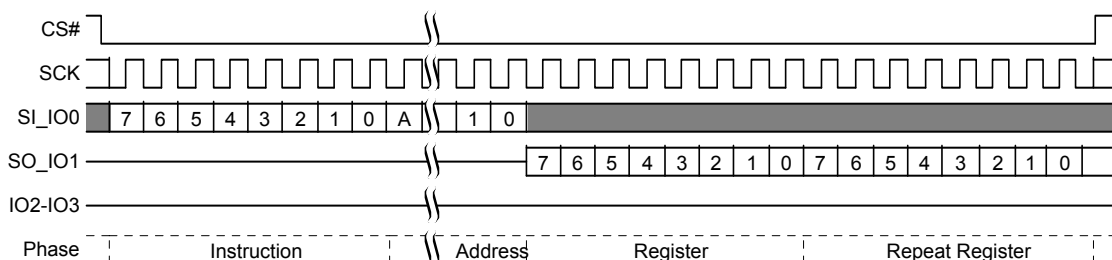 CS#
SCK
SI_IO0 7 6 5 4 3 2 1 0 A 1 0
SO_IO1 7 6 5 4 3 2 1 0 7 6 5 4 3 2 1 0
IO2-IO3
Phase Instruction Address Register Repeat Register